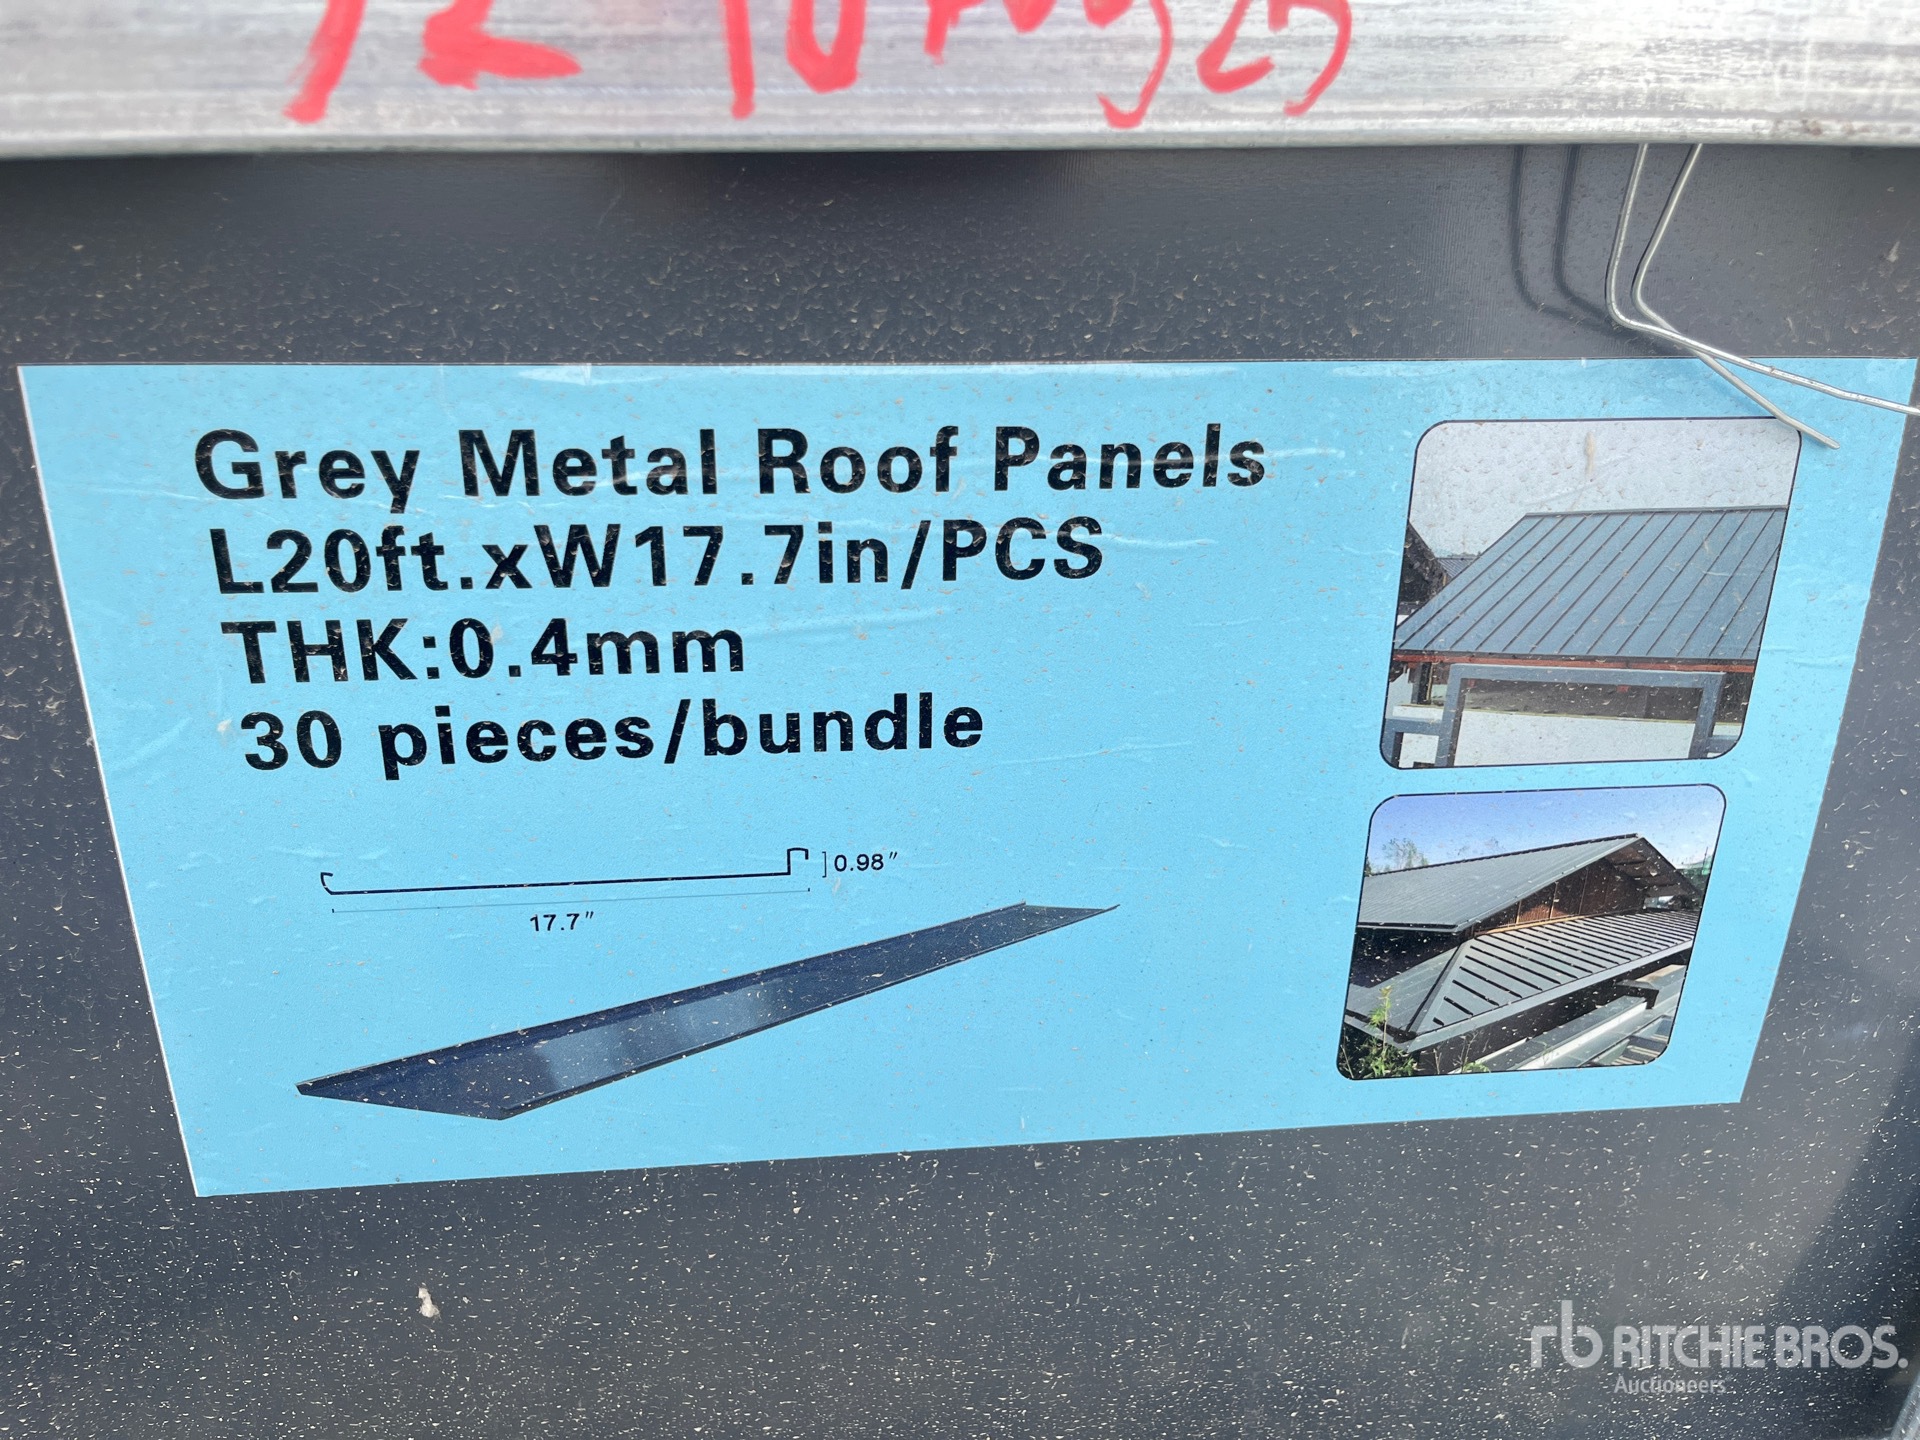 Grey Metal Roof Panels
L20ft.xW17.7in/PCS
THK:0.4mm
30 pieces/bundle
0.98"
17.7"
rb RITCHIE BROS.
Auctioneers